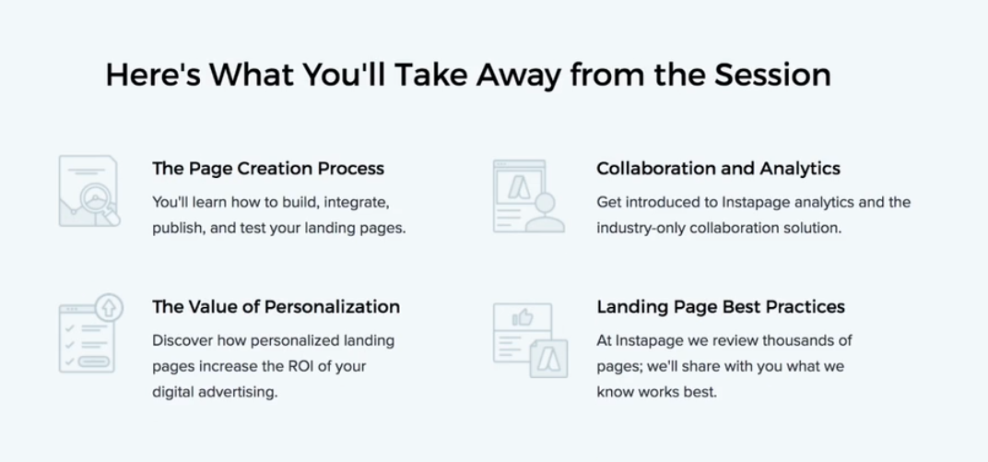 Here's What You'll Take Away from the Session
The Page Creation Process
You'll learn how to build, integrate,
publish, and test your landing pages.
Collaboration and Analytics
Get introduced to Instapage analytics and the
industry-only collaboration solution.
The Value of Personalization
Discover how personalized landing
pages increase the ROI of your
digital advertising.
Landing Page Best Practices
At Instapage we review thousands of
pages; we'll share with you what we
know works best.